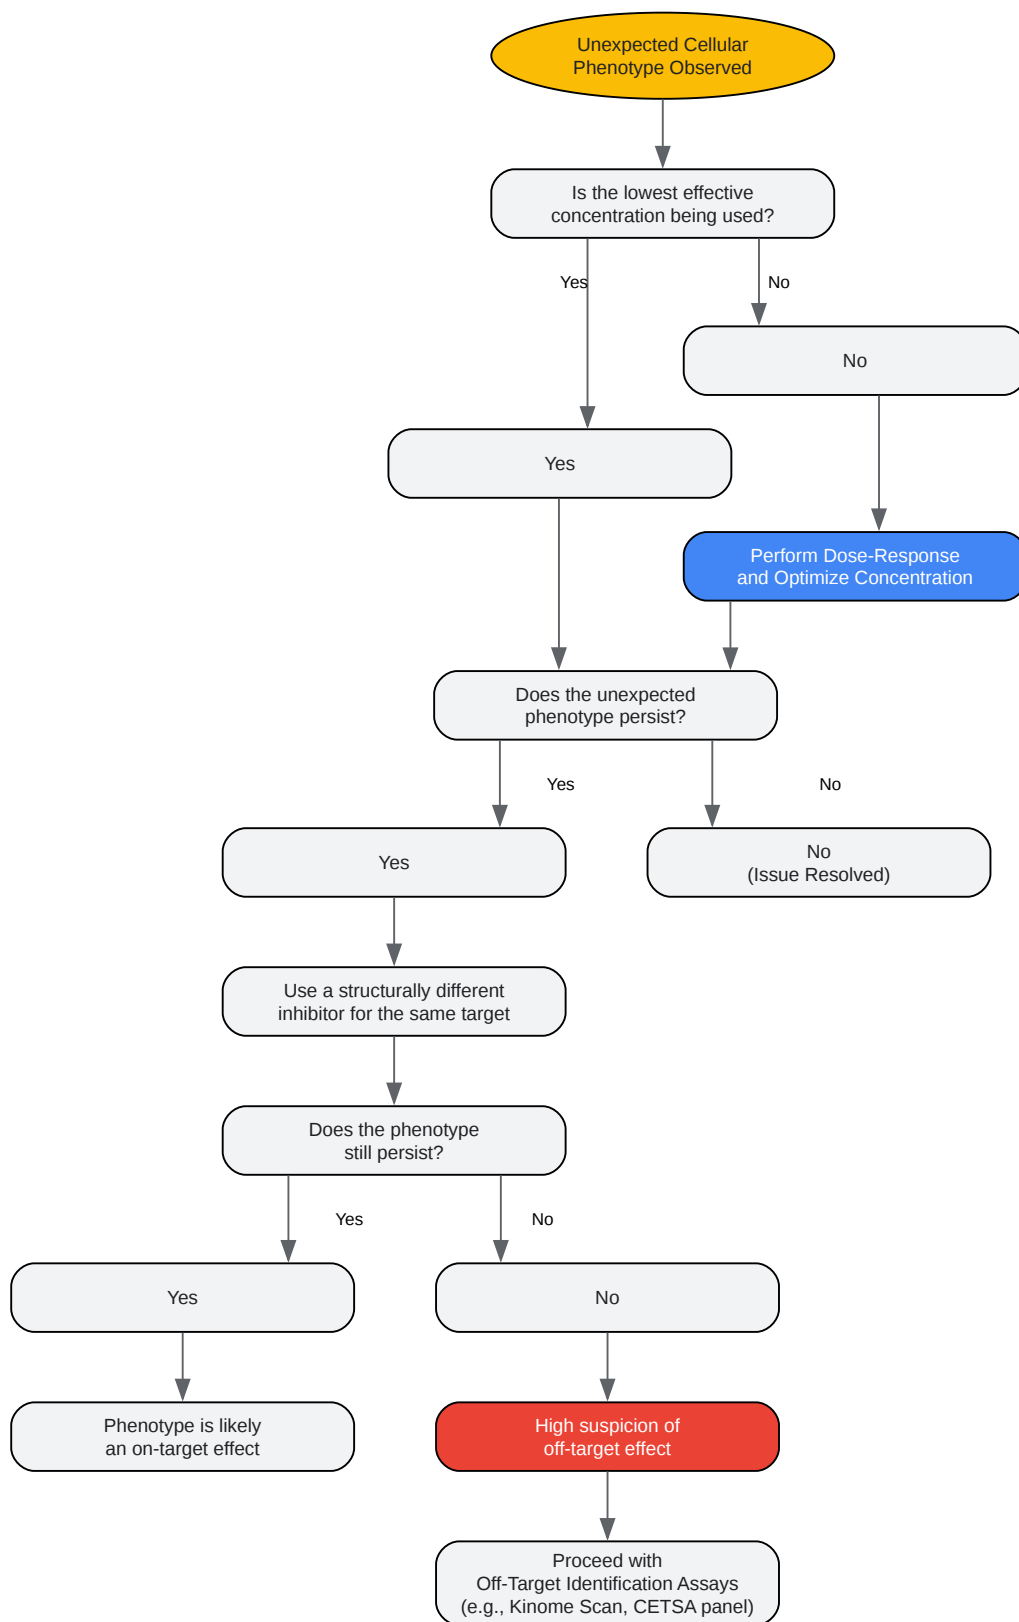 Unexpected Cellular
Phenotype Observed
Is the lowest effective
concentration being used?
Yes
No
No
Yes
Perform Dose-Response
and Optimize Concentration
Does the unexpected
phenotype persist?
Yes
No
Yes
No
(Issue Resolved)
Use a structurally different
inhibitor for the same target
Does the phenotype
still persist?
Yes
No
Yes
No
Phenotype is likely
an on-target effect
High suspicion of
off-target effect
Proceed with
Off-Target Identification Assays
(e.g., Kinome Scan, CETSA panel)